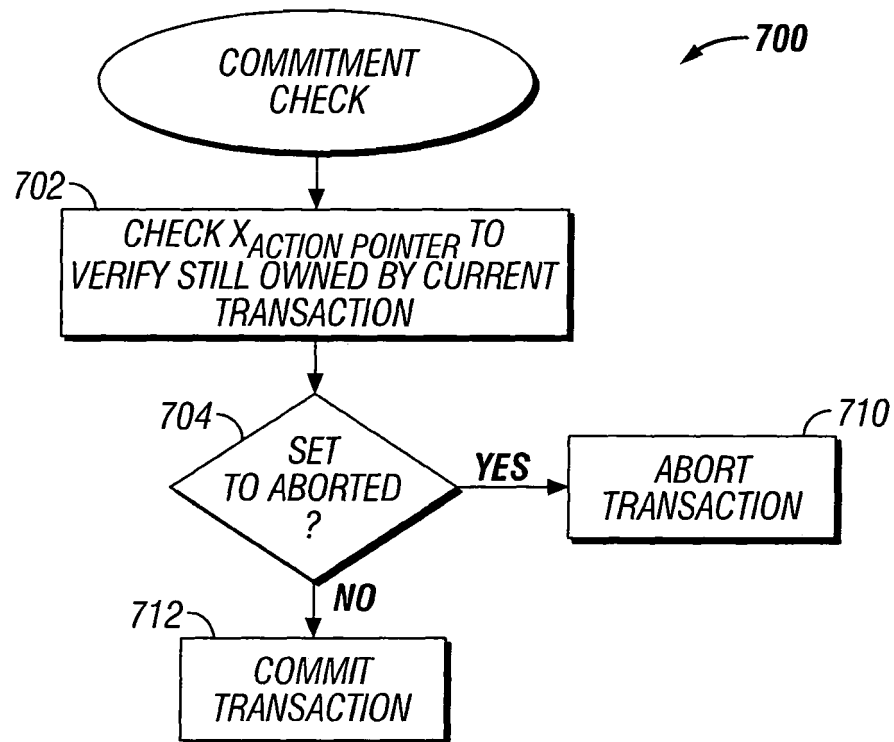 700
COMMITMENT
CHECK
702
CHECK X ACTION POINTER TO
VERIFY STILL OWNED BY CURRENT
TRANSACTION
704
SET
TO ABORTED
?
YES
710
ABORT
TRANSACTION
NO
712
COMMIT
TRANSACTION